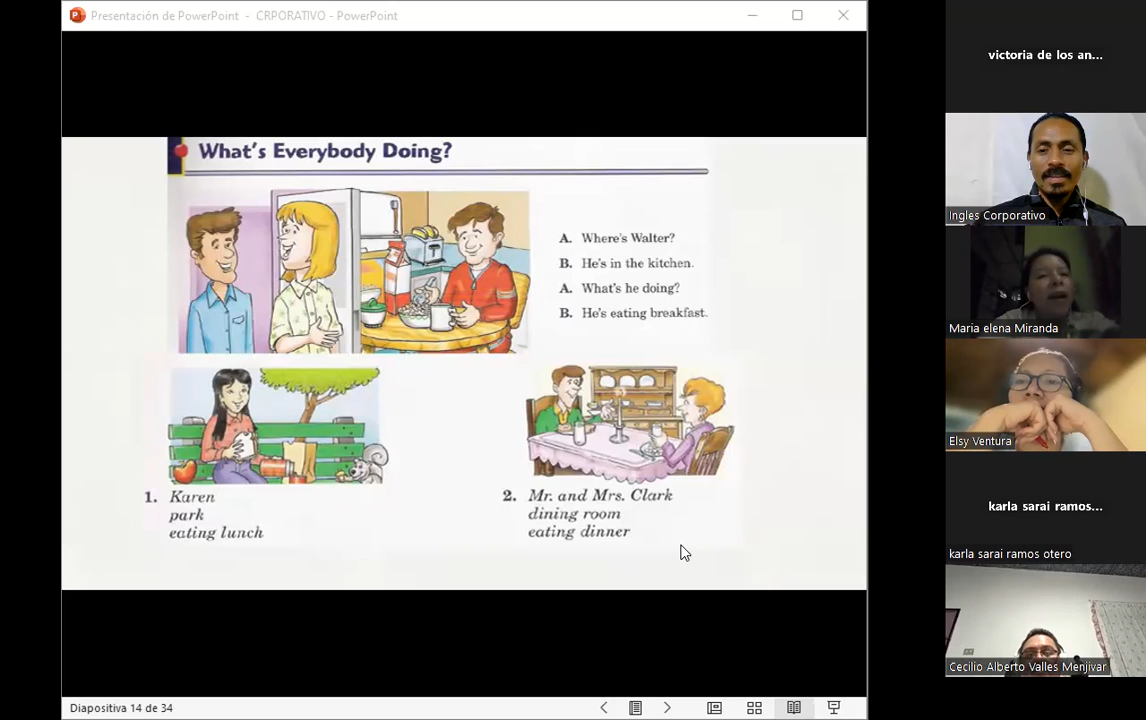 Presentación de PowerPoint - CRPORATIVO - PowerPoint
What's Everybody Doing?
A. Where's Walter?
B. He's in the kitchen.
A. What's he doing?
B. He's eating breakfast.
1. Karen
park
eating lunch
2. Mr. and Mrs. Clark
dining room
eating dinner
Diapositiva 14 de 34
victoria de los an...
Ingles Corporativo
Maria elena Miranda
Elsy Ventura
karla sarai ramos...
karla sarai ramos otero
Cecilio Alberto Valles Menjivar